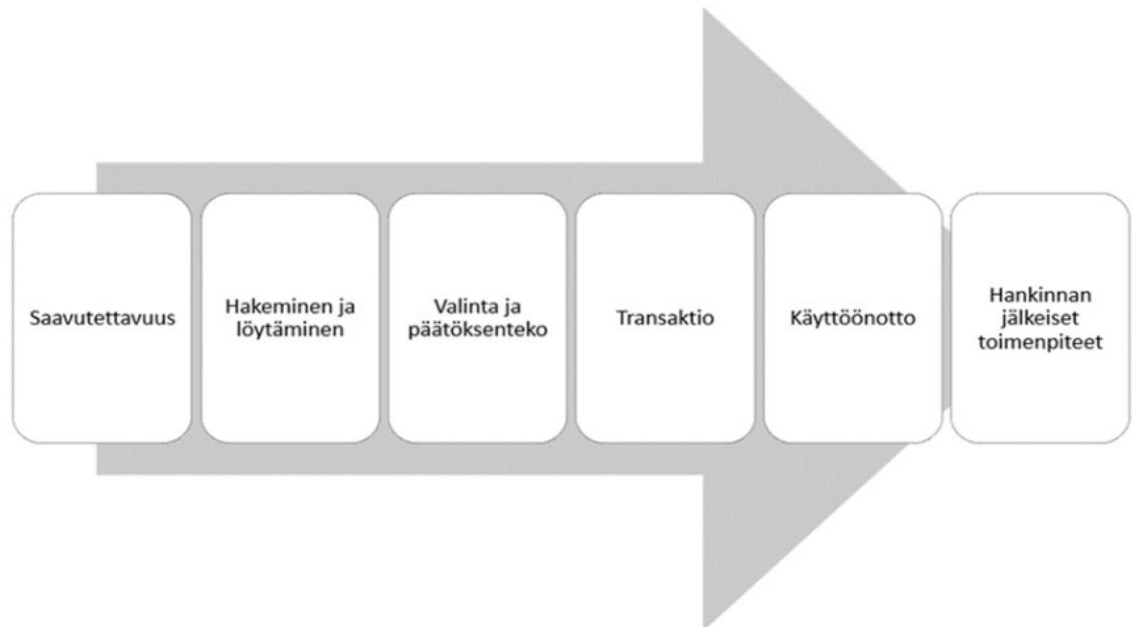 Saavutettavuus
Hakeminen ja
löytäminen
Valinta ja
päätöksenteko
Transaktio
Käyttöönotto
Hankinnan
jälkeiset
toimenpiteet